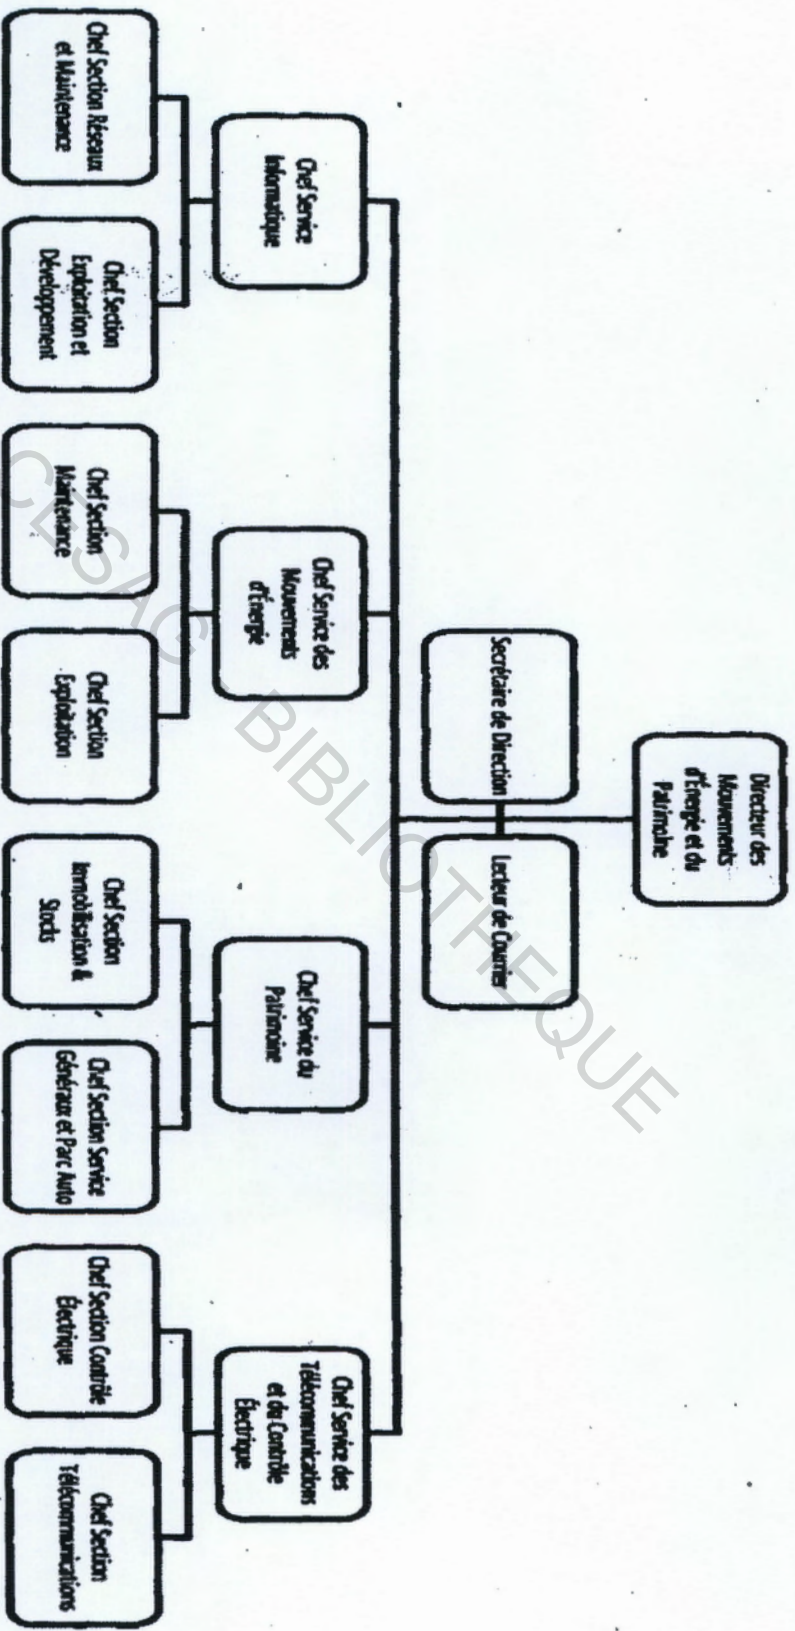 Directeur des
Mouvements
d'Énergie et du
Patrimoine
Secrétaire de Direction
Lecteur de Courrier
Chef Service
Informatique
Chef Service des
Mouvements
d'Énergie
Chef Service du
Patrimoine
Chef Service des
Télécommunications
et du Contrôle
Électrique
Chef Section Réseaux
et Maintenance
Chef Section
Exploitation et
Développement
Chef Section
Maintenance
Chef Section
Exploitation
Chef Section
Immobilisation &
Stocks
Chef Section Service
Généraux et Parc Auto
Chef Section Contrôle
Électrique
Chef Section
Télécommunications
CESAG - BIBLIOTHEQUE